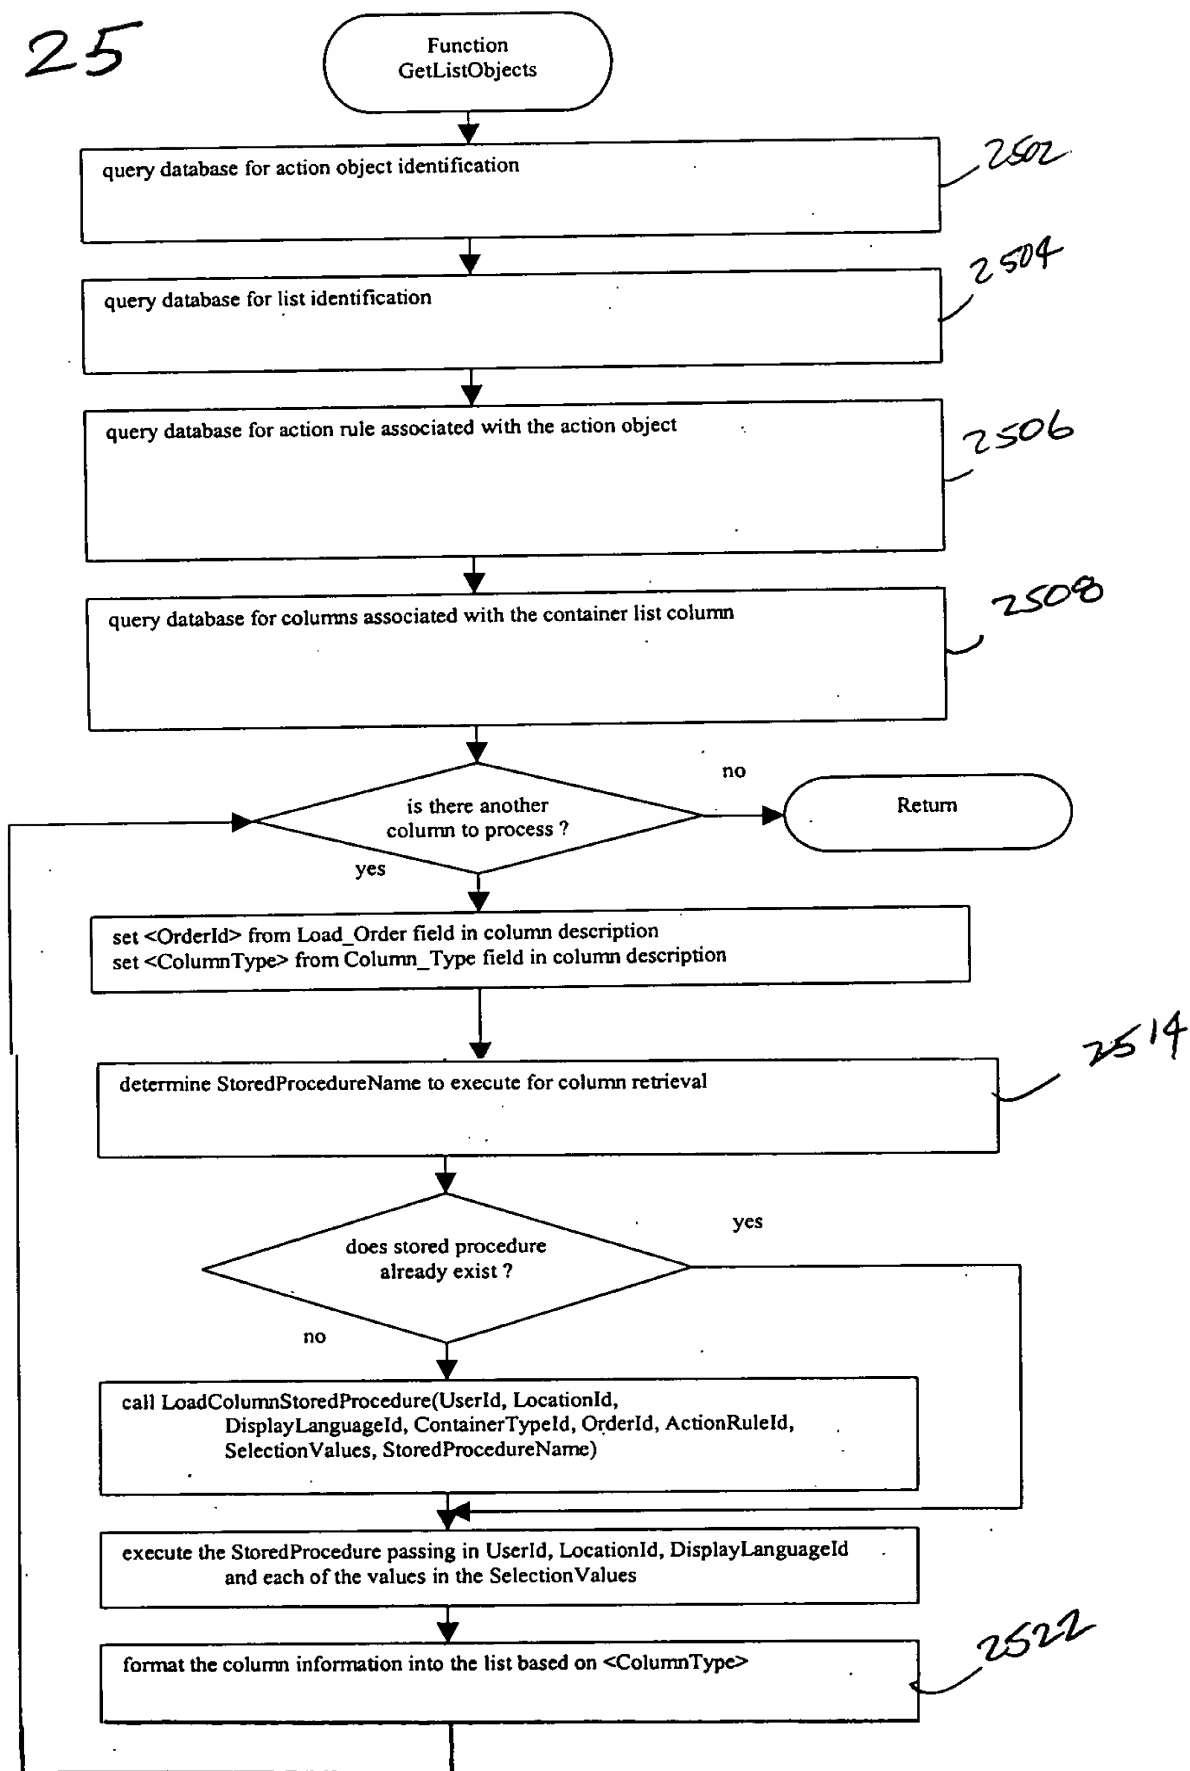 25
Function
GetListObjects
query database for action object identification
2502
query database for list identification
2504
query database for action rule associated with the action object
2506
query database for columns associated with the container list column
2508
is there another
column to process ?
no
Return
yes
set <OrderId> from Load_Order field in column description
set <ColumnType> from Column_Type field in column description
determine StoredProcedureName to execute for column retrieval
2514
does stored procedure
already exist ?
yes
no
call LoadColumnStoredProcedure(UserId, LocationId,
DisplayLanguageId, ContainerTypeId, OrderId, ActionRuleId,
SelectionValues, StoredProcedureName)
execute the StoredProcedure passing in UserId, LocationId, DisplayLanguageId
and each of the values in the SelectionValues
format the column information into the list based on <ColumnType>
2522